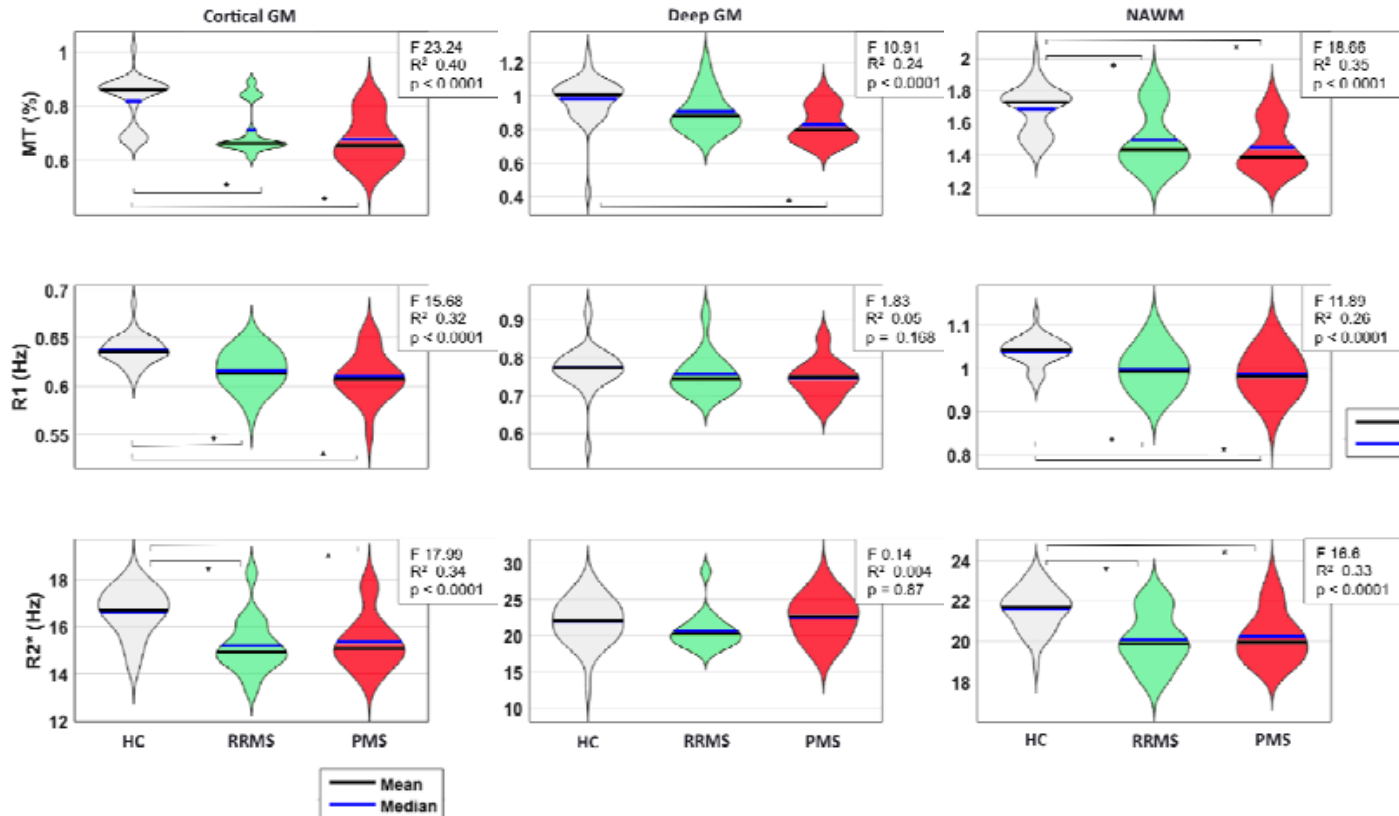 Cortical GM
Deep GM
NAWM
MT (%)
1
0.8
0.6
F 23.24
R² 0.40
p < 0.0001
*
*
1.2
1
0.8
0.6
0.4
F 10.91
R² 0.24
p < 0.0001
*
2
1.8
1.6
1.4
1.2
F 18.66
R² 0.35
p < 0.0001
*
*
R1 (Hz)
0.7
0.65
0.6
0.55
F 15.68
R² 0.32
p < 0.0001
*
*
0.9
0.8
0.7
0.6
F 1.83
R² 0.05
p = 0.168
1.1
1
0.9
0.8
F 11.89
R² 0.26
p < 0.0001
*
*
R2* (Hz)
18
16
14
12
F 17.99
R² 0.34
p < 0.0001
*
*
30
25
20
15
10
F 0.14
R² 0.004
p = 0.87
24
22
20
18
F 16.6
R² 0.33
p < 0.0001
*
*
HC RRMS PMS
HC RRMS PMS
HC RRMS PMS
Mean
Median